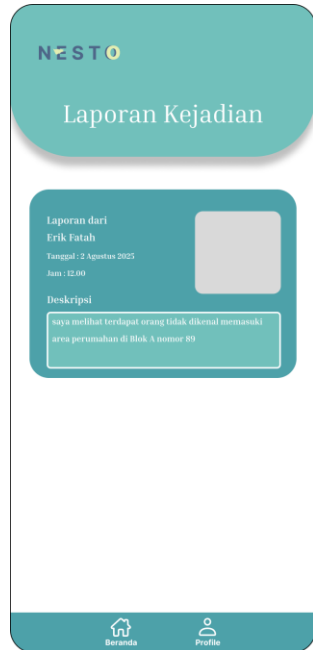 NESTO
Laporan Kejadian
Laporan dari
Erik Fatah
Tanggal : 2 Agustus 2025
Jam : 12.00
Deskripsi
saya melihat terdapat orang tidak dikenal memasuki
area perumahan di Blok A nomor 89
Beranda
Profile